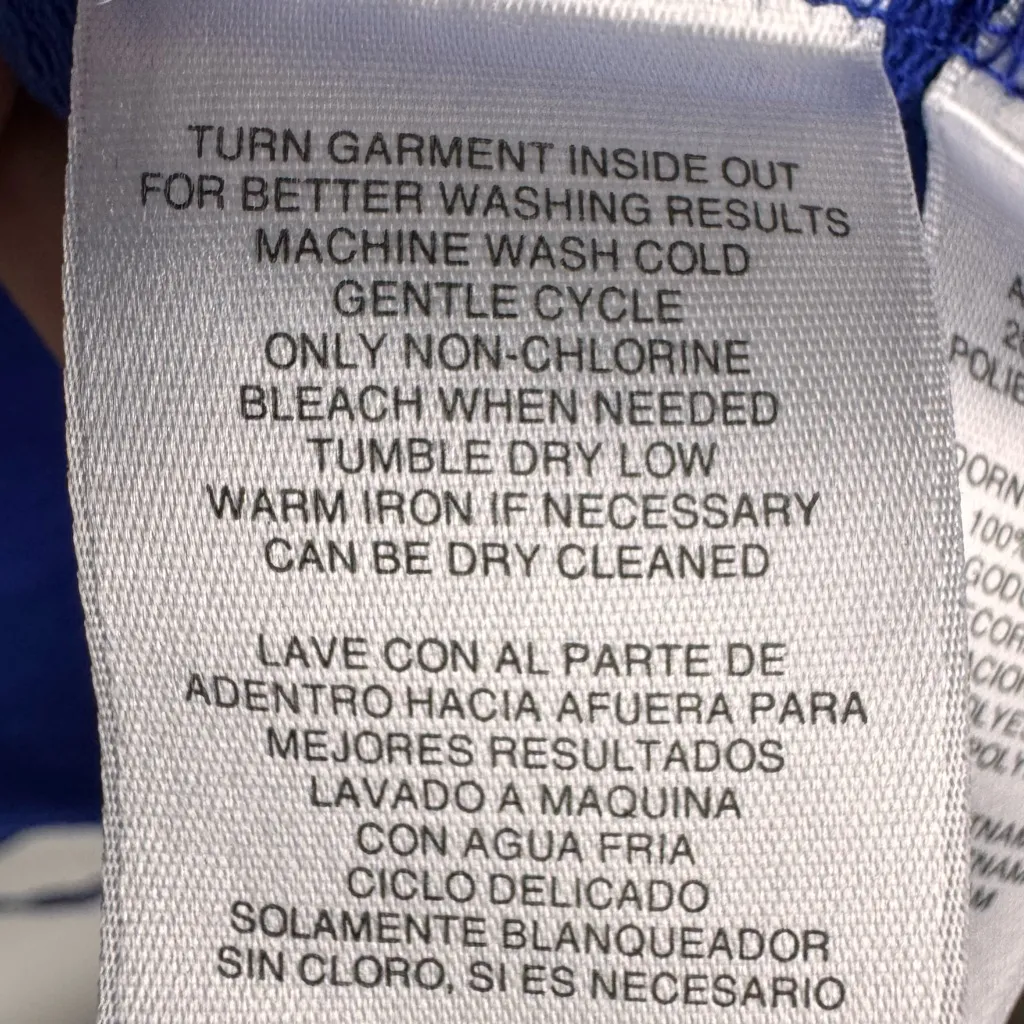 TURN GARMENT INSIDE OUT
FOR BETTER WASHING RESULTS
MACHINE WASH COLD
GENTLE CYCLE
ONLY NON-CHLORINE
BLEACH WHEN NEEDED
TUMBLE DRY LOW
WARM IRON IF NECESSARY
CAN BE DRY CLEANED
LAVE CON AL PARTE DE
ADENTRO HACIA AFUERA PARA
MEJORES RESULTADOS
LAVADO A MAQUINA
CON AGUA FRIA
CICLO DELICADO
SOLAMENTE BLANQUEADOR
SIN CLORO, SI ES NECESARIO
100%